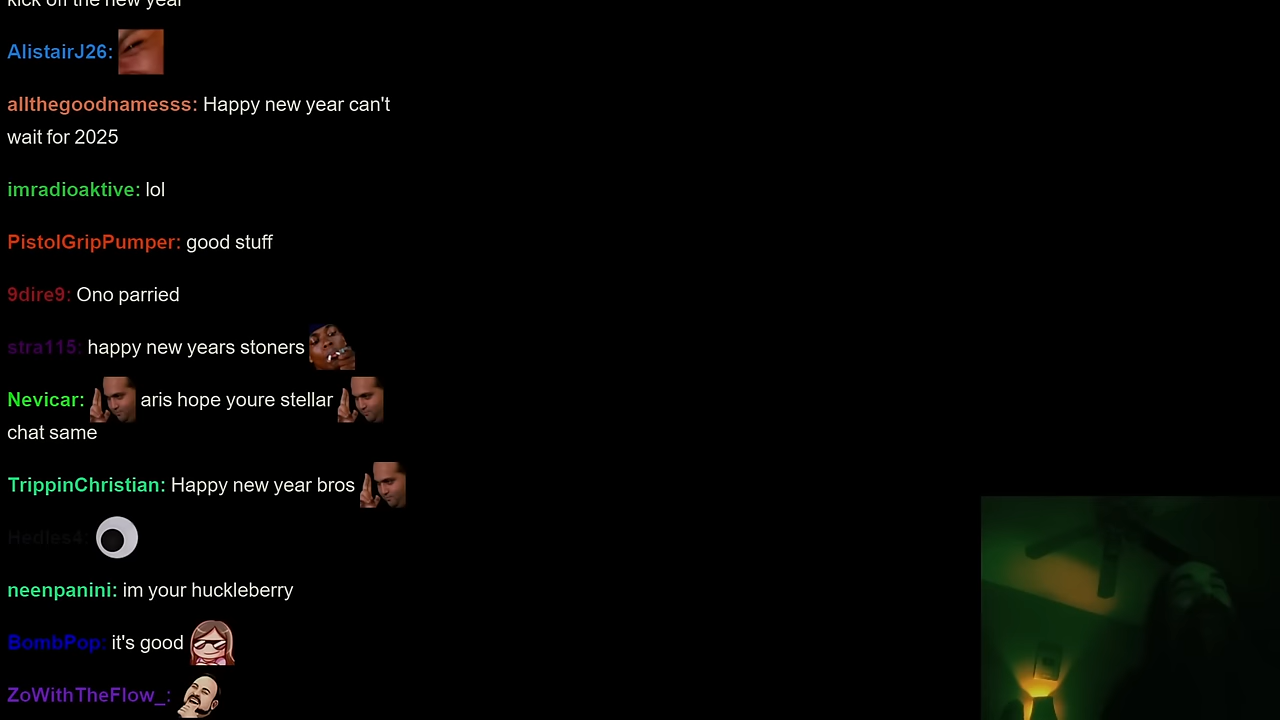 kick off the new year
AlistairJ26:
allthegoodnamesss: Happy new year can't
wait for 2025
imradioaktive: lol
PistolGripPumper: good stuff
9dire9: Ono parried
stra115: happy new years stoners
Nevicar: aris hope youre stellar
chat same
TrippinChristian: Happy new year bros
Hedles4:
neenpanini: im your huckleberry
BombPop: it's good
ZoWithTheFlow_: